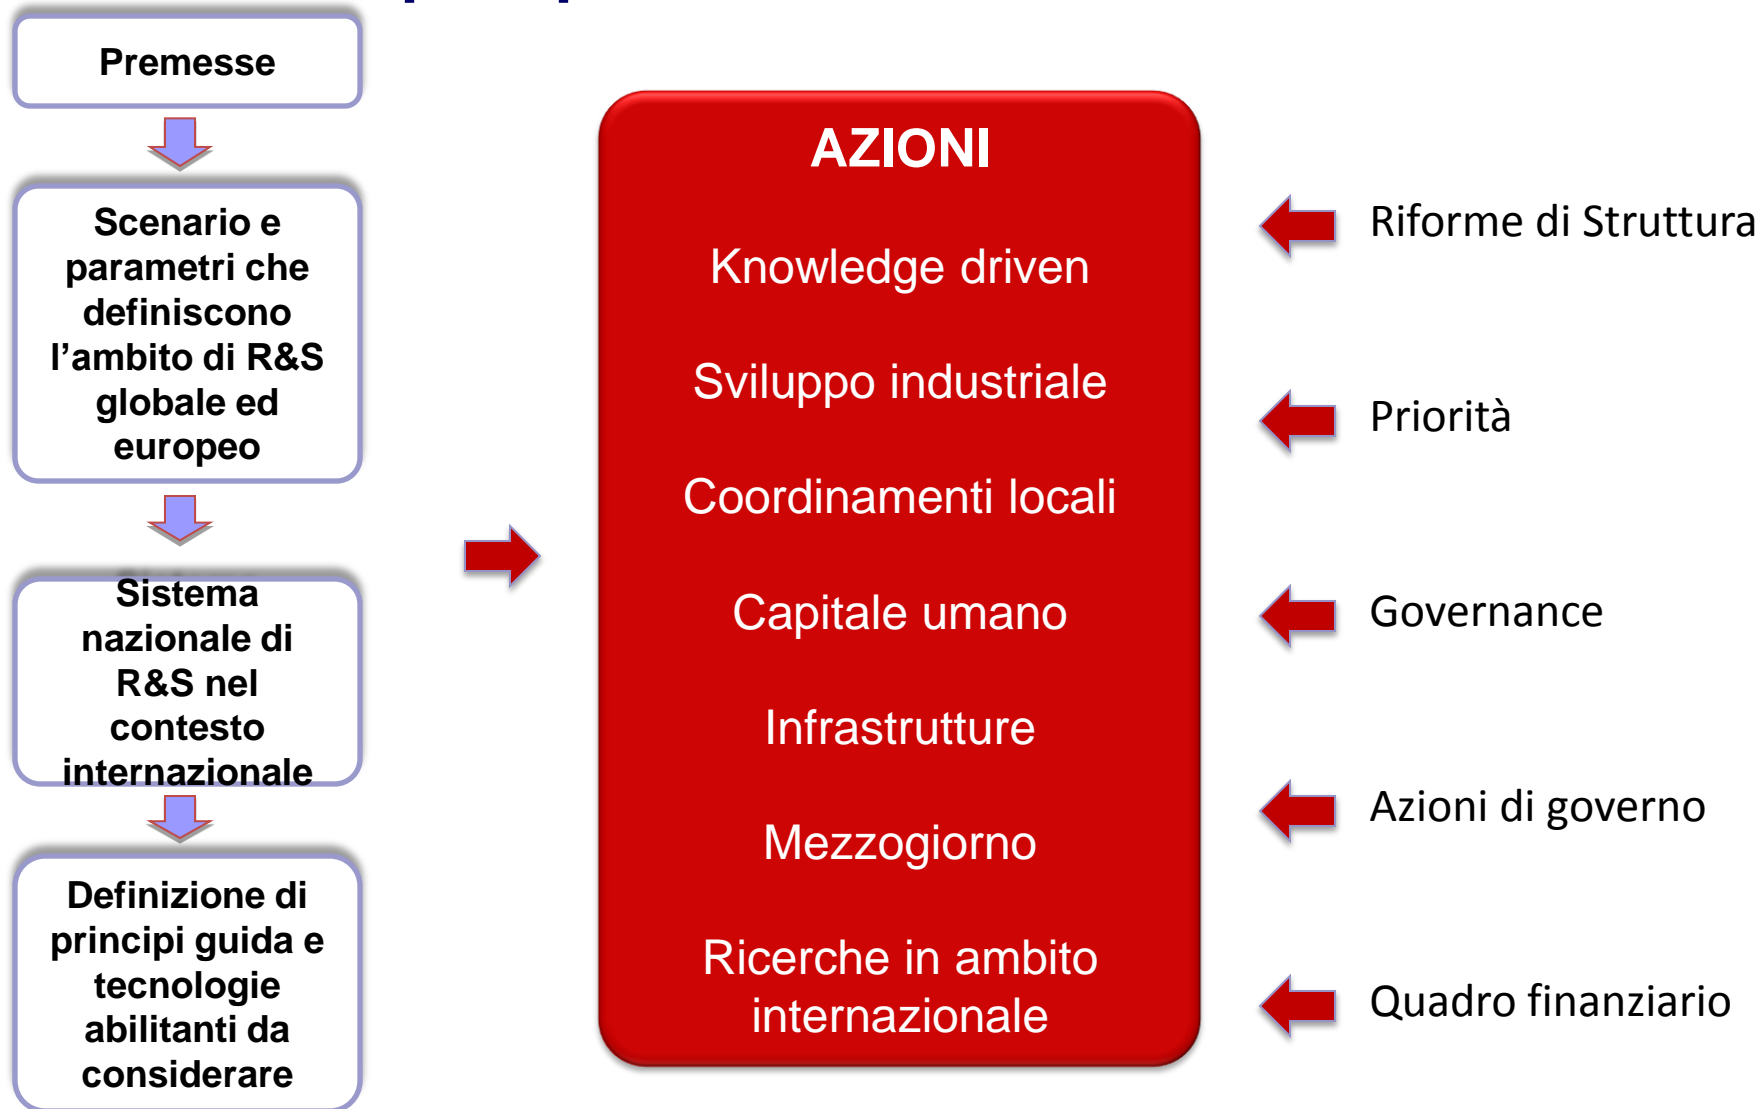 Premesse
Scenario e
parametri che
definiscono
l’ambito di R&S
globale ed
europeo
Sistema
nazionale di
R&S nel
contesto
internazionale
Definizione di
principi guida e
tecnologie
abilitanti da
considerare
AZIONI
Knowledge driven
Sviluppo industriale
Coordinamenti locali
Capitale umano
Infrastrutture
Mezzogiorno
Ricerche in ambito
internazionale
Riforme di Struttura
Priorità
Governance
Azioni di governo
Quadro finanziario